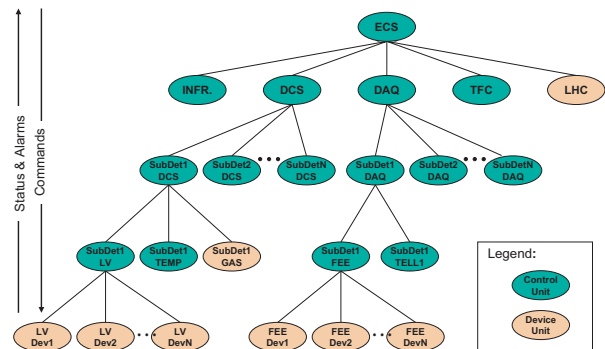 ECS
INFR.
DCS
DAQ
TFC
LHC
Status & Alarms
Commands
SubDet1
DCS
SubDet2
DCS
SubDetN
DCS
SubDet1
DAQ
SubDet2
DAQ
SubDetN
DAQ
SubDet1
LV
SubDet1
TEMP
SubDet1
GAS
SubDet1
FEE
SubDet1
TELL1
LV
Dev1
LV
Dev2
LV
DevN
FEE
Dev1
FEE
Dev2
FEE
DevN
Legend:
Control
Unit
Device
Unit